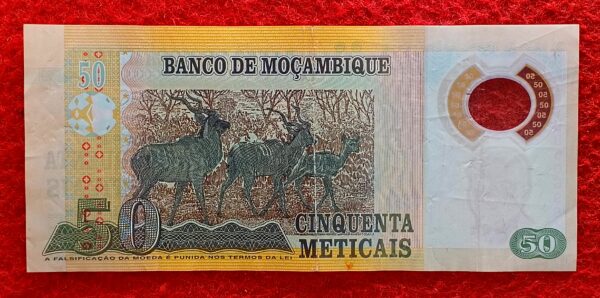 50
BANCO DE MOÇAMBIQUE
50
CINQUENTA
METICAIS
50
A FALSIFICAÇÃO DA MOEDA É PUNIDA NOS TERMOS DA LEI